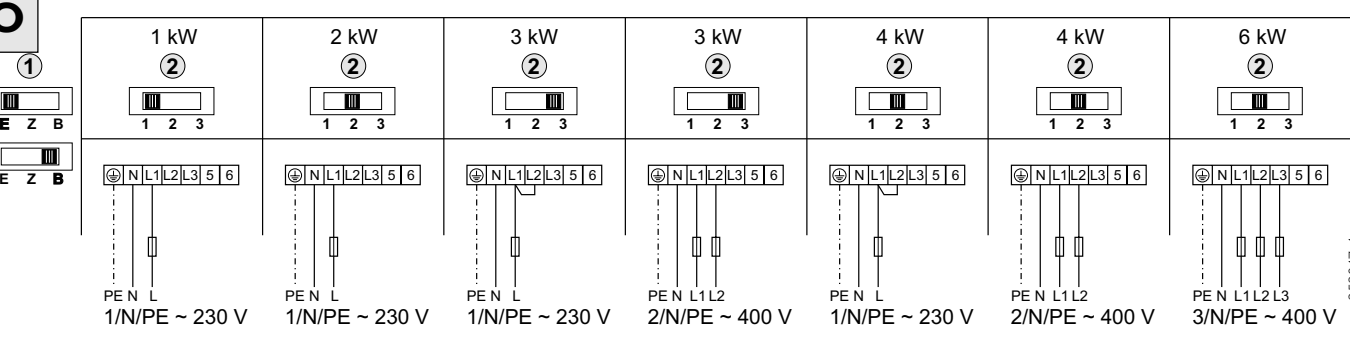 1 kW 2 kW 3 kW 3 kW 4 kW 4 kW 6 kW
1 2 2 2 2 2 2 2
E Z B 1 2 3 1 2 3 1 2 3 1 2 3 1 2 3 1 2 3 1 2 3
E Z B N L1 L2 L3 5 6 N L1 L2 L3 5 6 N L1 L2 L3 5 6 N L1 L2 L3 5 6 N L1 L2 L3 5 6 N L1 L2 L3 5 6 N L1 L2 L3 5 6
PE N L PE N L PE N L PE N L1 L2 PE N L PE N L1 L2 PE N L1 L2 L3
1/N/PE ~ 230 V 1/N/PE ~ 230 V 1/N/PE ~ 230 V 2/N/PE ~ 400 V 1/N/PE ~ 230 V 2/N/PE ~ 400 V 3/N/PE ~ 400 V